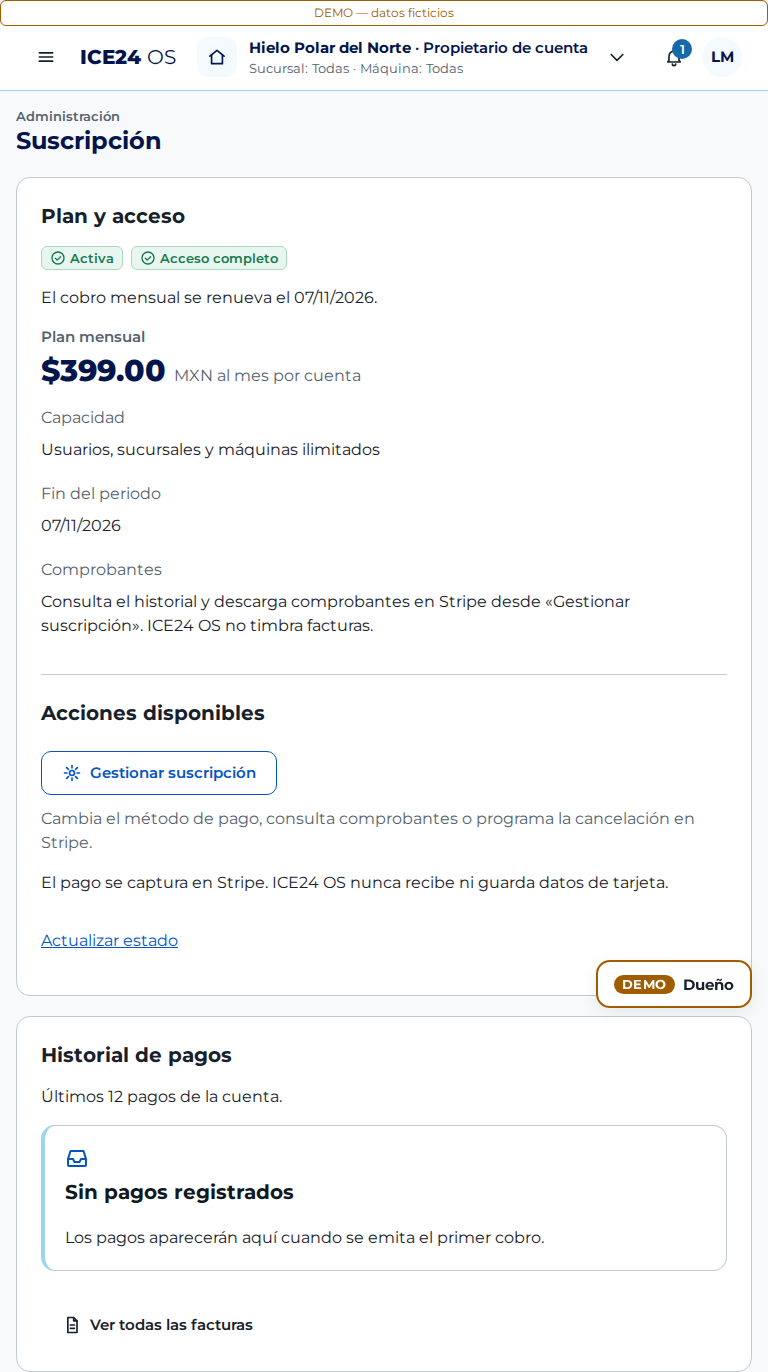 DEMO — datos ficticios
ICE24 OS
Hielo Polar del Norte · Propietario de cuenta
Sucursal: Todas · Máquina: Todas
1
LM
Administración
Suscripción
Plan y acceso
Activa
Acceso completo
El cobro mensual se renueva el 07/11/2026.
Plan mensual
$399.00 MXN al mes por cuenta
Capacidad
Usuarios, sucursales y máquinas ilimitados
Fin del periodo
07/11/2026
Comprobantes
Consulta el historial y descarga comprobantes en Stripe desde «Gestionar
suscripción». ICE24 OS no timbra facturas.
Acciones disponibles
Gestionar suscripción
Cambia el método de pago, consulta comprobantes o programa la cancelación en
Stripe.
El pago se captura en Stripe. ICE24 OS nunca recibe ni guarda datos de tarjeta.
Actualizar estado
DEMO Dueño
Historial de pagos
Últimos 12 pagos de la cuenta.
Sin pagos registrados
Los pagos aparecerán aquí cuando se emita el primer cobro.
Ver todas las facturas